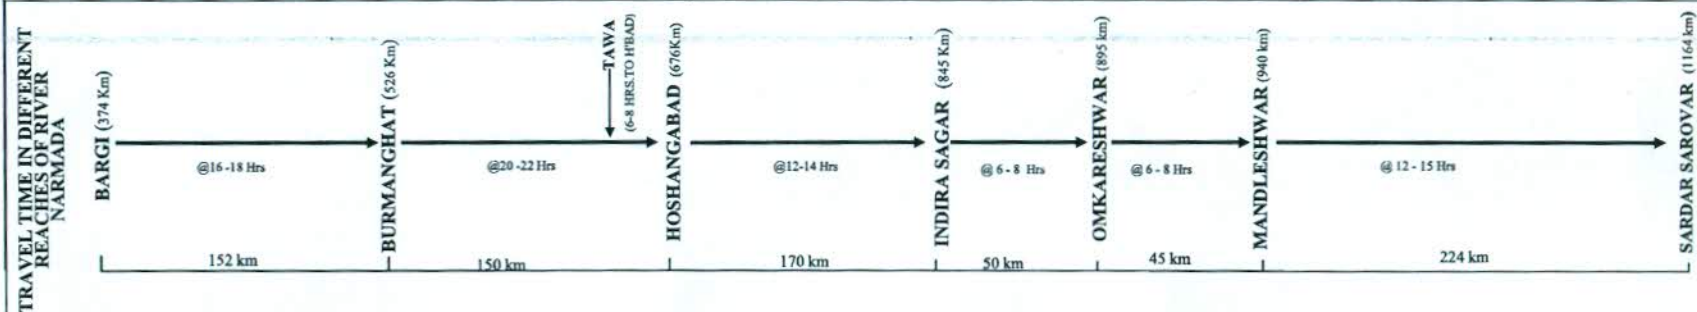 TRAVEL TIME IN DIFFERENT
REACHES OF RIVER
NARMADA
BARGI (374 Km)
@16-18 Hrs
BURMANGHAT (526 Km)
@20-22 Hrs
TAWA
(6-8 HRS.TO H'BAD)
HOSHANGABAD (676Km)
@12-14 Hrs
INDIRA SAGAR (845 Km)
@ 6 - 8 Hrs
OMKARESHWAR (895 km)
@ 6 - 8 Hrs
MANDLESHWAR (940 km)
@ 12 - 15 Hrs
SARDAR SAROVAR (1164 km)
152 km
150 km
170 km
50 km
45 km
224 km